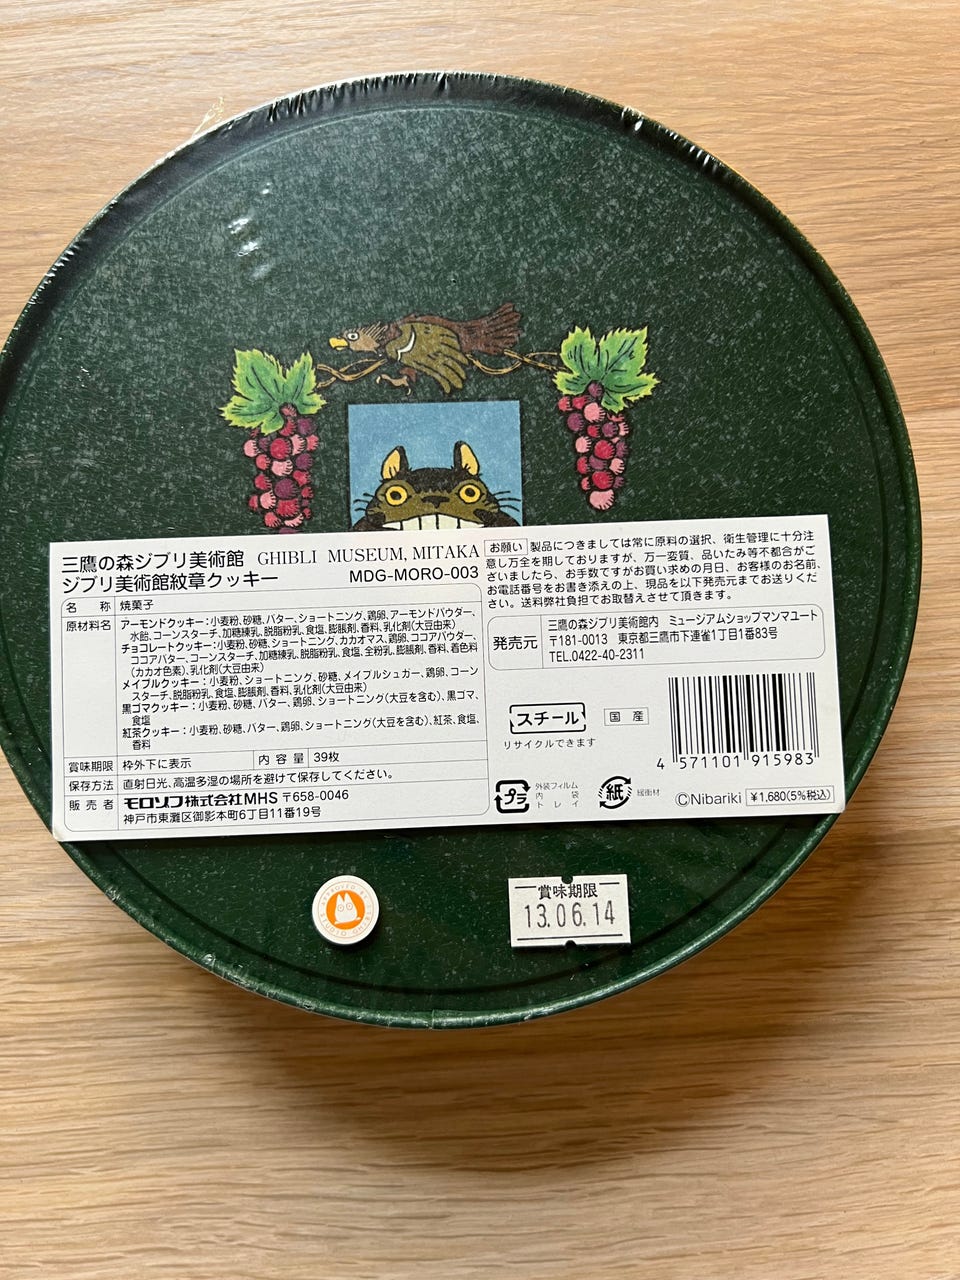 三鷹の森ジブリ美術館 GHIBLI MUSEUM, MITAKA
ジブリ美術館紋章クッキー MDG-MORO-003
名 称 焼菓子
原材料名 アーモンドクッキー:小麦粉、砂糖、バター、ショートニング、鶏卵、アーモンドパウダー、
水飴、コーンスターチ、加糖練乳、脱脂粉乳、食塩、膨脹剤、香料、乳化剤(大豆由来)
チョコレートクッキー:小麦粉、砂糖、ショートニング、カカオマス、鶏卵、ココアパウダー、
ココアバター、コーンスターチ、加糖練乳、脱脂粉乳、食塩、全粉乳、膨脹剤、香料、着色料
(カカオ色素)、乳化剤(大豆由来)
メイプルクッキー:小麦粉、ショートニング、砂糖、メイプルシュガー、鶏卵、コーン
スターチ、脱脂粉乳、食塩、膨脹剤、香料、乳化剤(大豆由来)
黒ゴマクッキー:小麦粉、砂糖、バター、鶏卵、ショートニング(大豆を含む)、黒ゴマ、
食塩
紅茶クッキー:小麦粉、砂糖、バター、鶏卵、ショートニング(大豆を含む)、紅茶、食塩、
香料
賞味期限 枠外下に表示 内容量 39枚
保存方法 直射日光、高温多湿の場所を避けて保存してください。
販売者 モロゾフ株式会社MHS 〒658-0046
神戸市東灘区御影本町6丁目11番19号
お願い 製品につきましては常に原料の選択、衛生管理に十分注
意し万全を期しておりますが、万一変質、品いたみ等不都合がご
ざいましたら、お手数ですがお買い求めの月日、お客様のお名前、
お電話番号をお書き添えの上、現品を以下発売元までお送りくだ
さい。送料弊社負担でお取替えさせて頂きます。
発売元 三鷹の森ジブリ美術館内 ミュージアムショップマンマユート
〒181-0013 東京都三鷹市下連雀1丁目1番83号
TEL.0422-40-2311
スチール 国産
リサイクルできます
4 571101 915983
プラ 外装フィルム
内袋
トレイ
紙 緩衝材
©Nibariki ¥1,680(5%税込)
APPROVED BY STUDIO GHIBLI
賞味期限
13.06.14